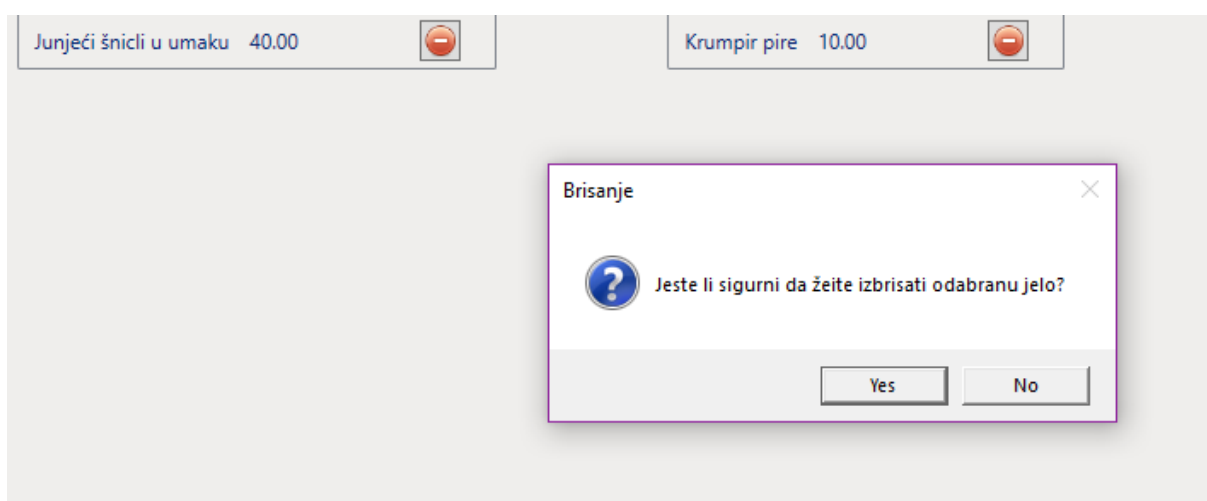 Junjeći šnicli u umaku 40.00
Krumpir pire 10.00
Brisanje
Jeste li sigurni da žeite izbrisati odabranu jelo?
Yes
No